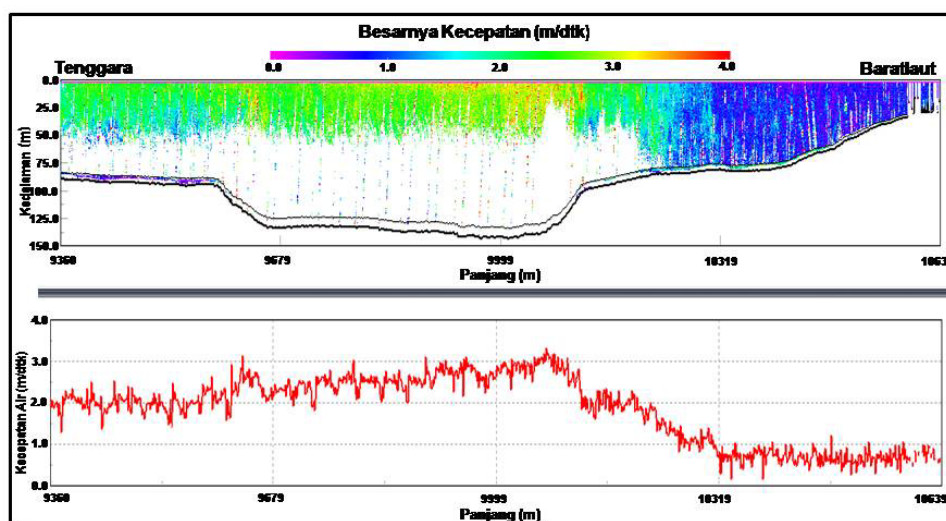 Besarnya Kecepatan (m/dtk)
0.0 1.0 2.0 3.0 4.0
Tenggara Baratlaut
0.0
25.0
50.0
75.0
100.0
125.0
150.0
Kedalaman (m)
9360 9679 9999 10319 10639
Panjang (m)
4.0
3.0
2.0
1.0
0.0
Kecepatan Air (m/dtk)
9360 9679 9999 10319 10639
Panjang (m)